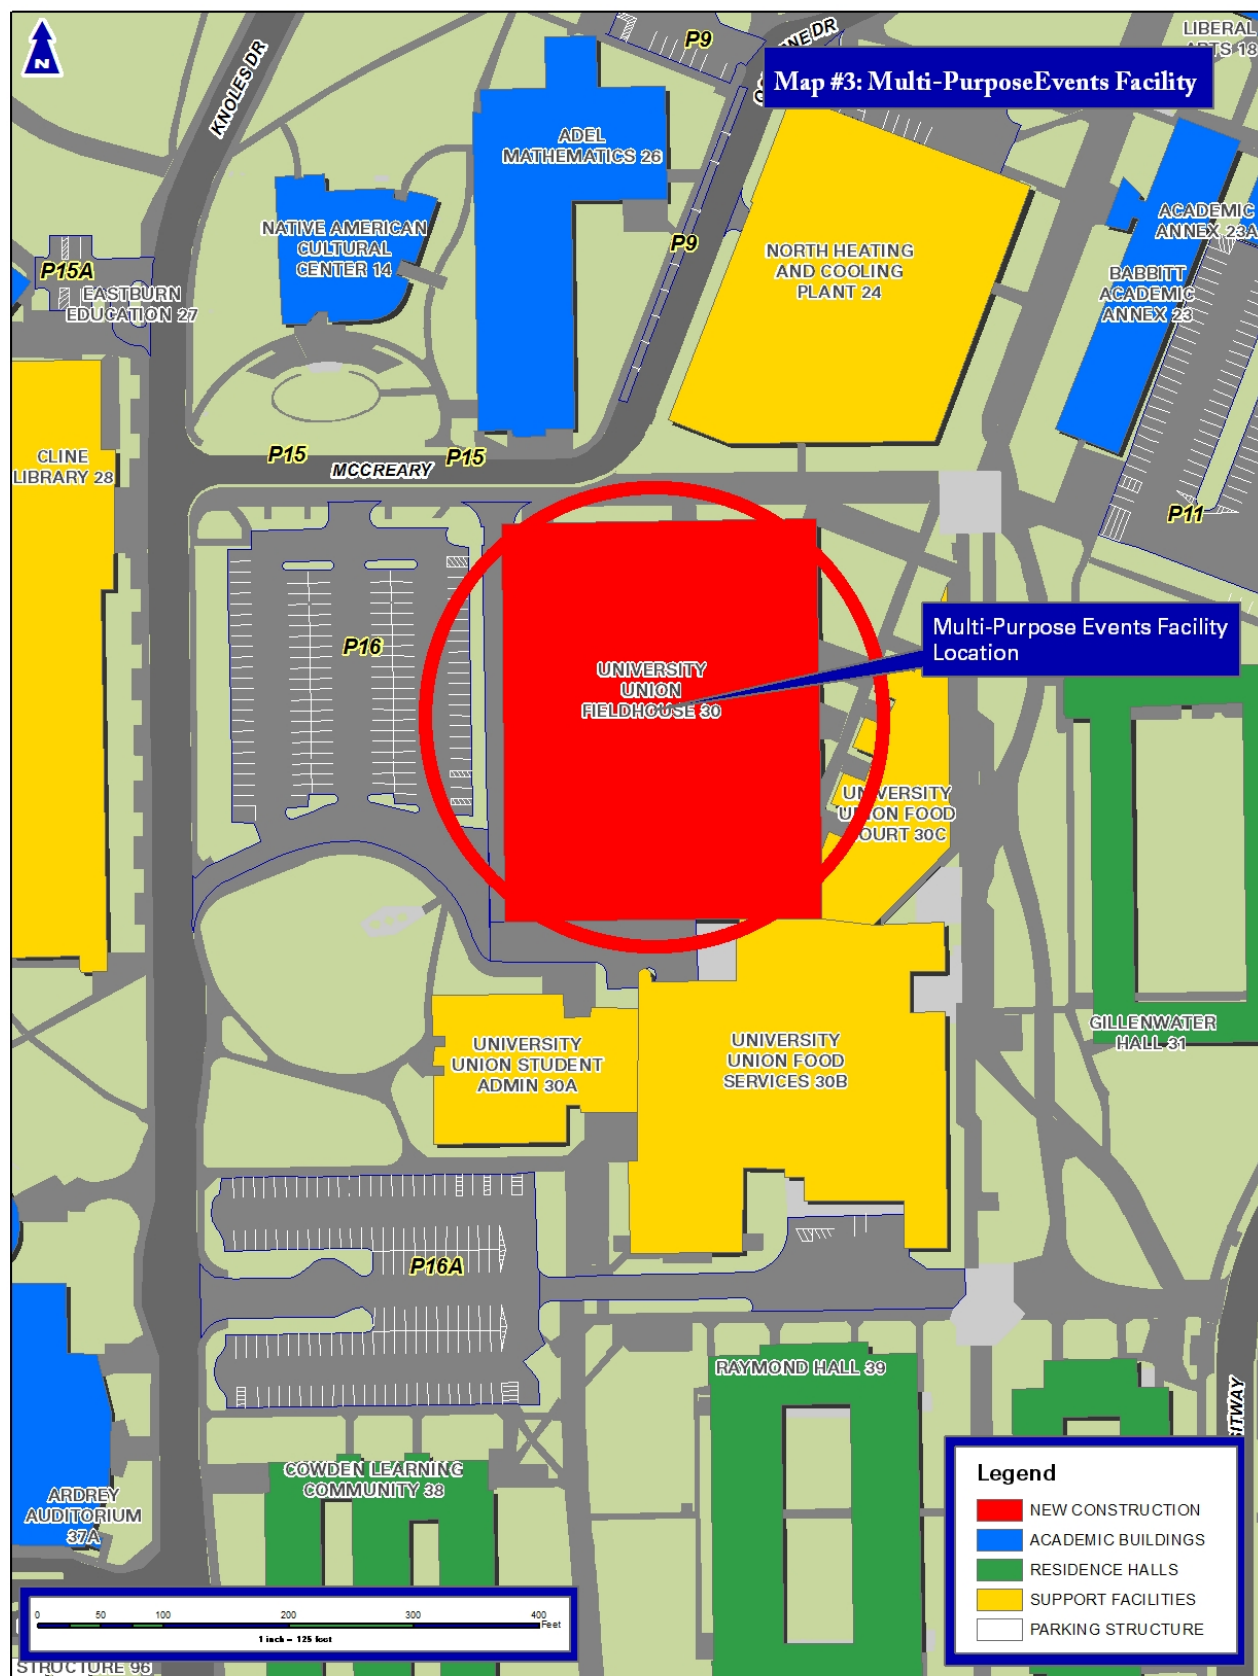 N
KNOLES DR
P9
NE DR
LIBERAL
ARTS 18
Map #3: Multi-PurposeEvents Facility
ADEL
MATHEMATICS 26
NATIVE AMERICAN
CULTURAL
CENTER 14
P9
NORTH HEATING
AND COOLING
PLANT 24
ACADEMIC
ANNEX 23A
BABBITT
ACADEMIC
ANNEX 23
P15A
EASTBURN
EDUCATION 27
CLINE
LIBRARY 28
P15
MCCREARY
P15
P11
P16
UNIVERSITY
UNION
FIELDHOUSE 30
Multi-Purpose Events Facility
Location
UNIVERSITY
UNION FOOD
COURT 30C
GILLENWATER
HALL 31
UNIVERSITY
UNION STUDENT
ADMIN 30A
UNIVERSITY
UNION FOOD
SERVICES 30B
P16A
RAYMOND HALL 39
SITWAY
COWDEN LEARNING
COMMUNITY 38
ARDREY
AUDITORIUM
37A
Legend
NEW CONSTRUCTION
ACADEMIC BUILDINGS
RESIDENCE HALLS
SUPPORT FACILITIES
PARKING STRUCTURE
0 50 100 200 300 400
Feet
1 inch = 125 feet
STRUCTURE 96